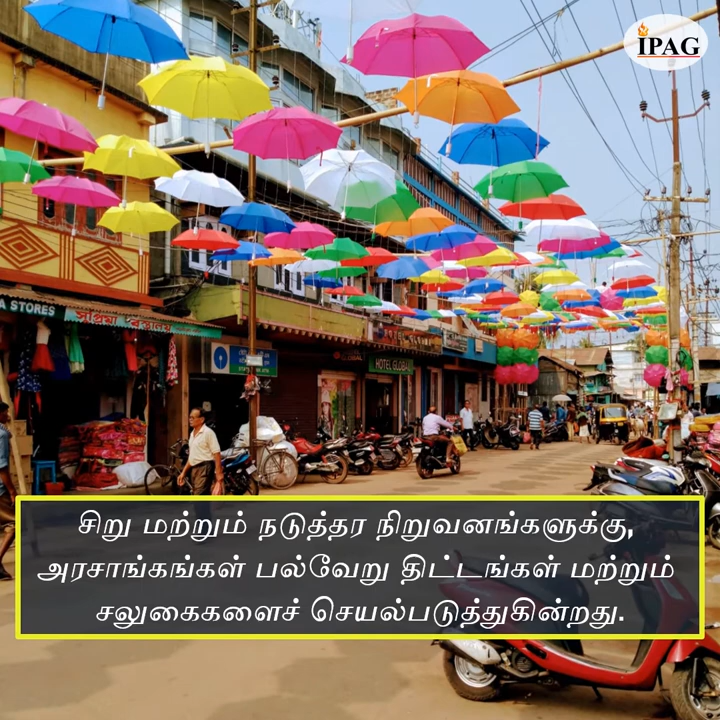 IPAG
A STORES
HOTEL GLOBAL
சிறு மற்றும் நடுத்தர நிறுவனங்களுக்கு,
அரசாங்கங்கள் பல்வேறு திட்டங்கள் மற்றும்
சலுகைகளைச் செயல்படுத்துகின்றது.